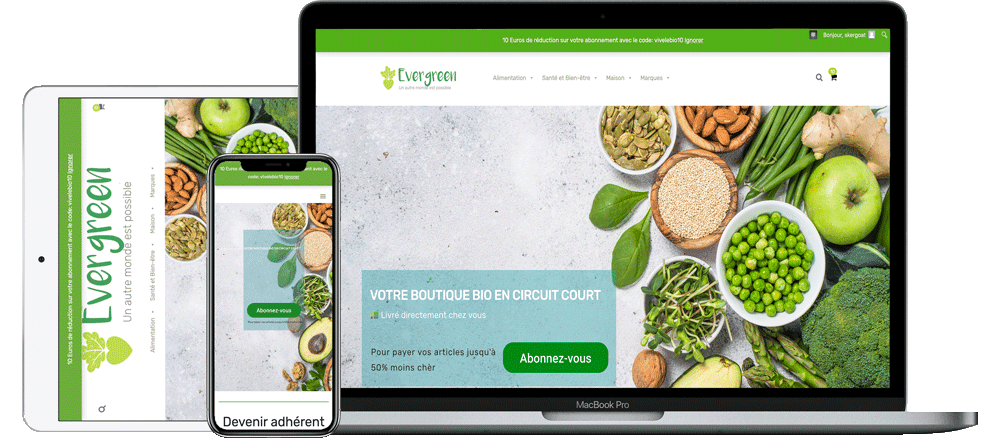 10 Euros de réduction sur votre abonnement avec le code: vivelebio10 Ignorer
Bonjour, skergoat
Evergreen
Un autre monde est possible
Alimentation
Santé et Bien-être
Maison
Marques
VOTRE BOUTIQUE BIO EN CIRCUIT COURT
Livré directement chez vous
Pour payer vos articles jusqu'à
50% moins chèr
Abonnez-vous
MacBook Pro
10 Euros de réduction sur votre abonnement avec le code: vivelebio10 Ignorer
Evergreen
Un autre monde est possible
Alimentation
Santé et Bien-être
Maison
Marques
10 Euros de réduction sur votre abonnement avec le
code: vivelebio10 Ignorer
Abonnez-vous
Devenir adhérent